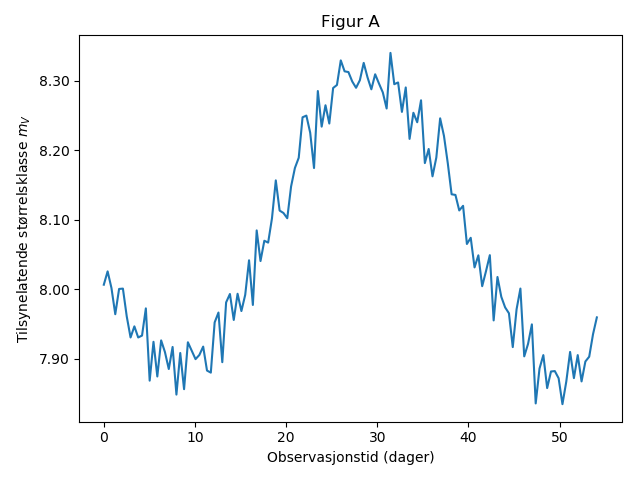 Figur A
Tilsynelatende størrelsklasse $m_V$
8.30
8.20
8.10
8.00
7.90
0 10 20 30 40 50
Observasjonstid (dager)